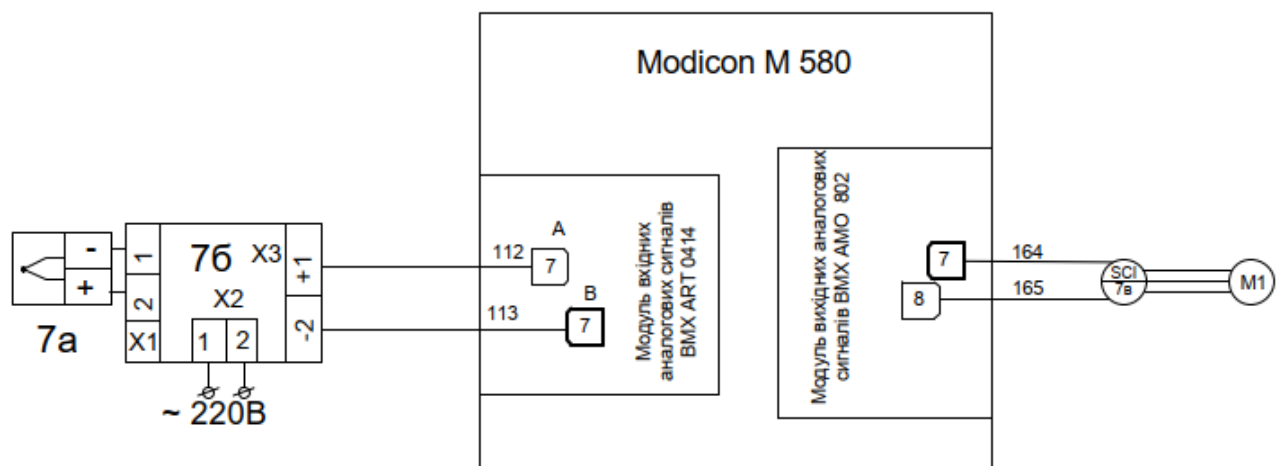 Modicon M 580
7а
-
+
1
2
X1
7б
X3
X2
1
2
+1
-2
~ 220В
112
113
A
7
B
7
Модуль вхідних
аналогових сигналів
BMX ART 0414
Модуль вихідних аналогових
сигналів BMX AMO 802
7
8
164
165
SCI
7в
M1